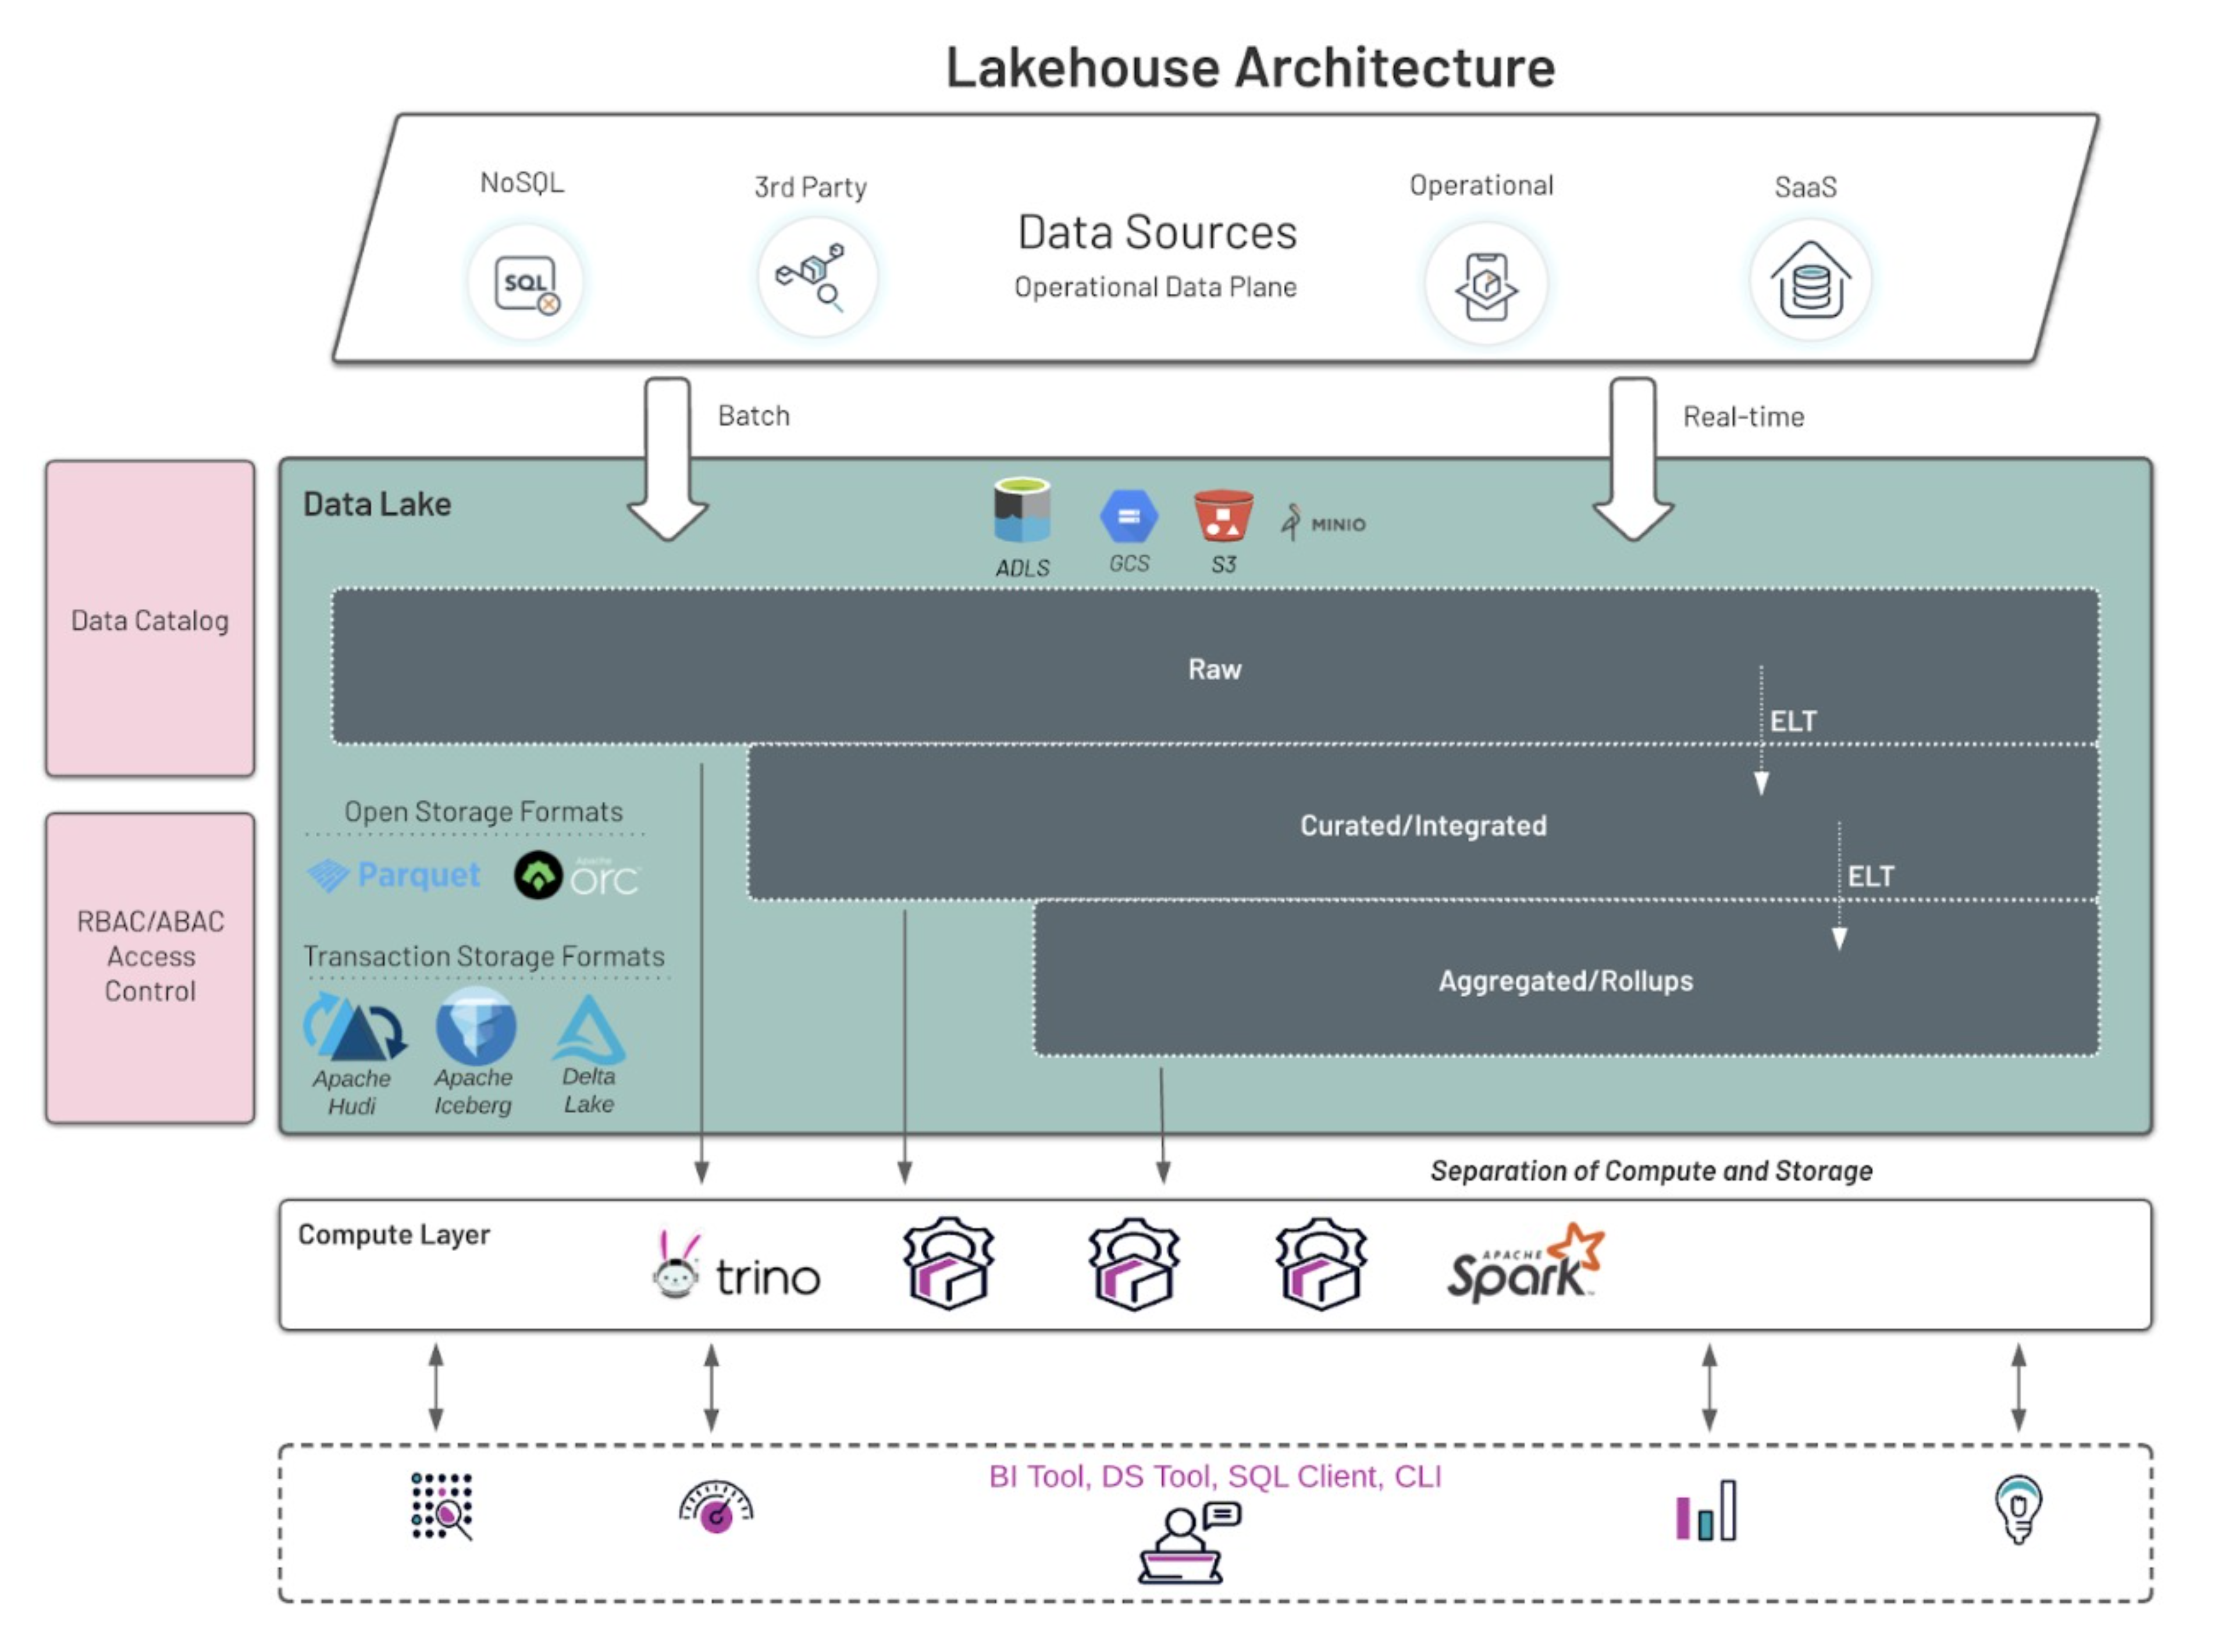 Lakehouse Architecture
NoSQL
3rd Party
Data Sources
Operational Data Plane
Operational
SaaS
SQL
Batch
Real-time
Data Catalog
RBAC/ABAC
Access
Control
Data Lake
ADLS
GCS
S3
MINIO
Raw
ELT
Curated/Integrated
ELT
Aggregated/Rollups
Open Storage Formats
Parquet
Apache
orc
Transaction Storage Formats
Apache
Hudi
Apache
Iceberg
Delta
Lake
Separation of Compute and Storage
Compute Layer
trino
APACHE
Spark
BI Tool, DS Tool, SQL Client, CLI